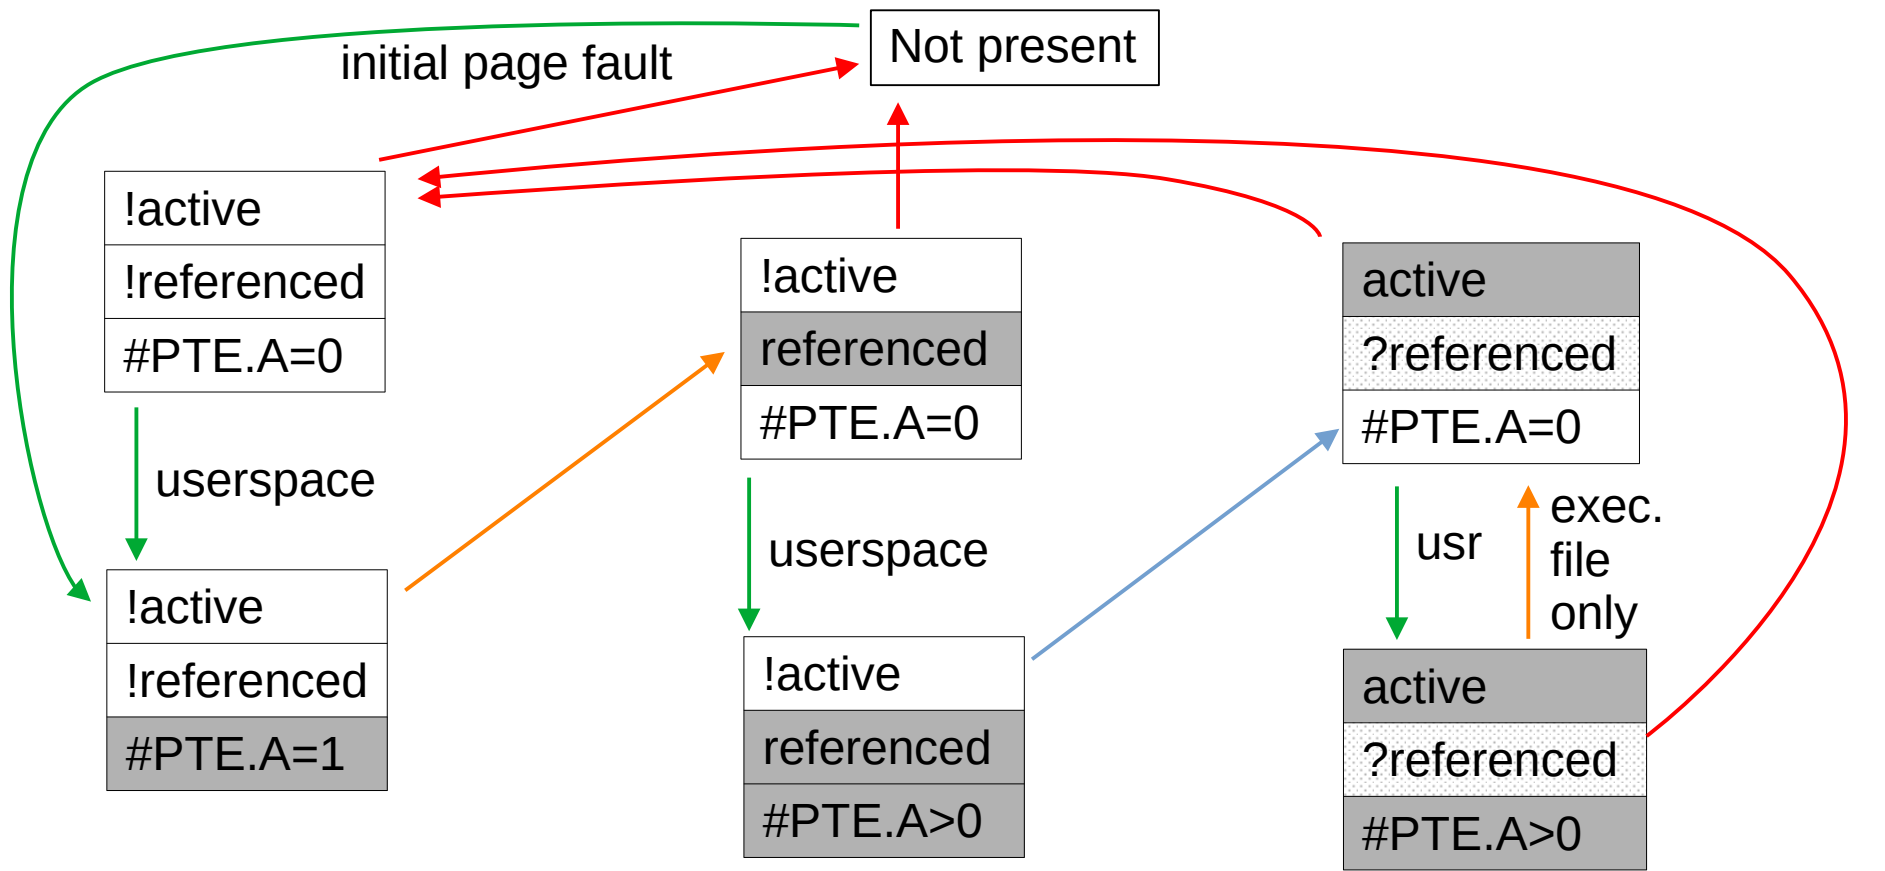 Not present
initial page fault
!active
!referenced
#PTE.A=0
!active
referenced
#PTE.A=0
active
?referenced
#PTE.A=0
userspace
userspace
usr
exec.
file
only
!active
!referenced
#PTE.A=1
!active
referenced
#PTE.A>0
active
?referenced
#PTE.A>0